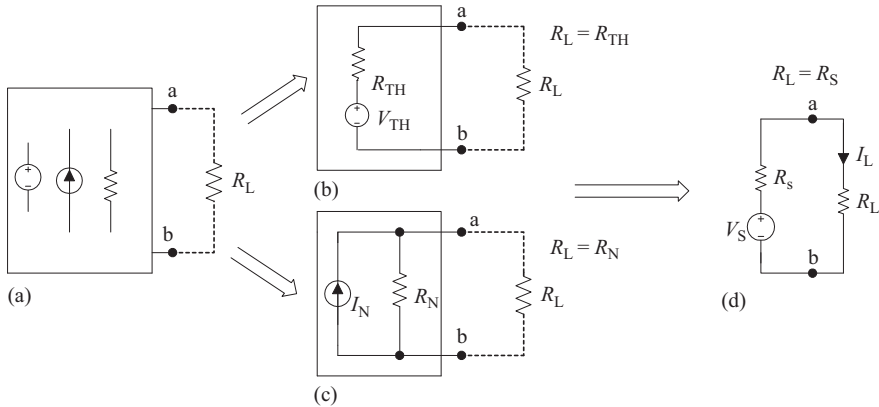 a
b
R_L
(a)
a
R_L = R_TH
+
−
R_TH
V_TH
R_L
b
(b)
a
R_L = R_N
I_N
R_N
R_L
b
(c)
R_L = R_S
a
I_L
R_s
R_L
+
−
V_S
b
(d)
+
−